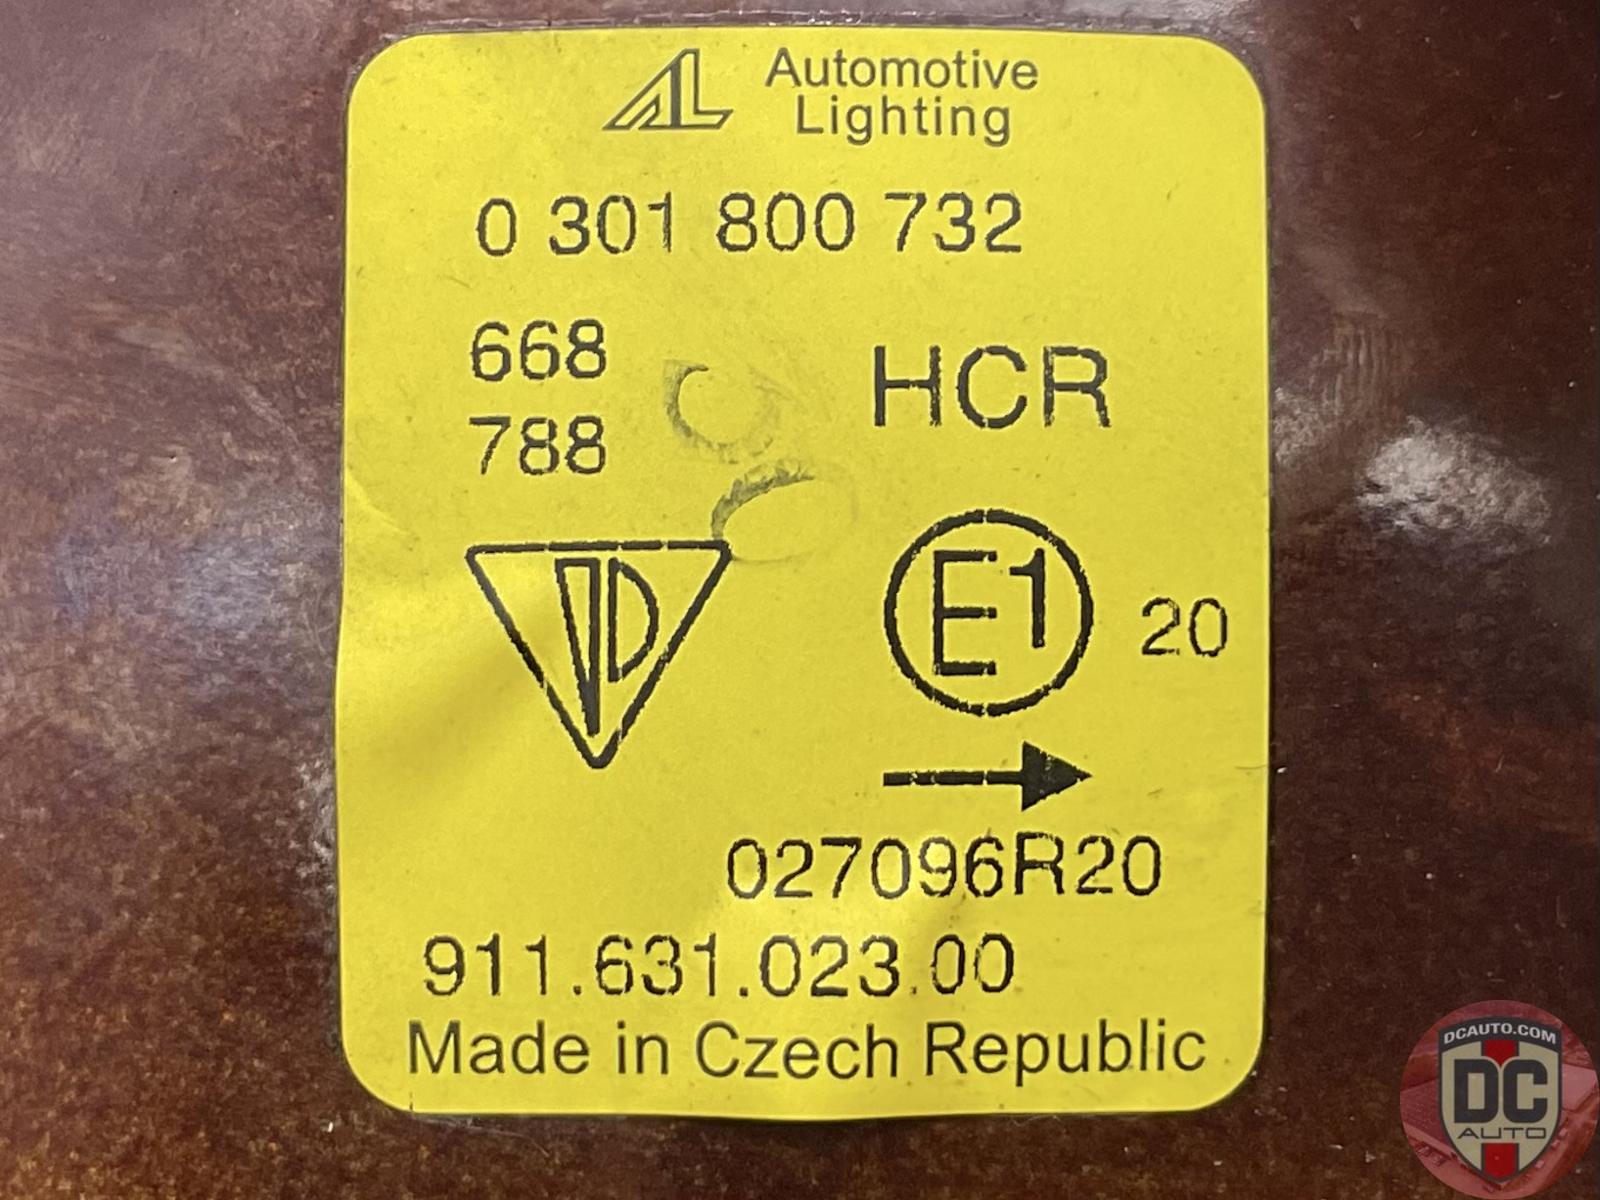 AL Automotive
Lighting
0 301 800 732
668
788
HCR
E1 20
027096R20
911.631.023.00
Made in Czech Republic
DCAUTO.COM
DC
AUTO